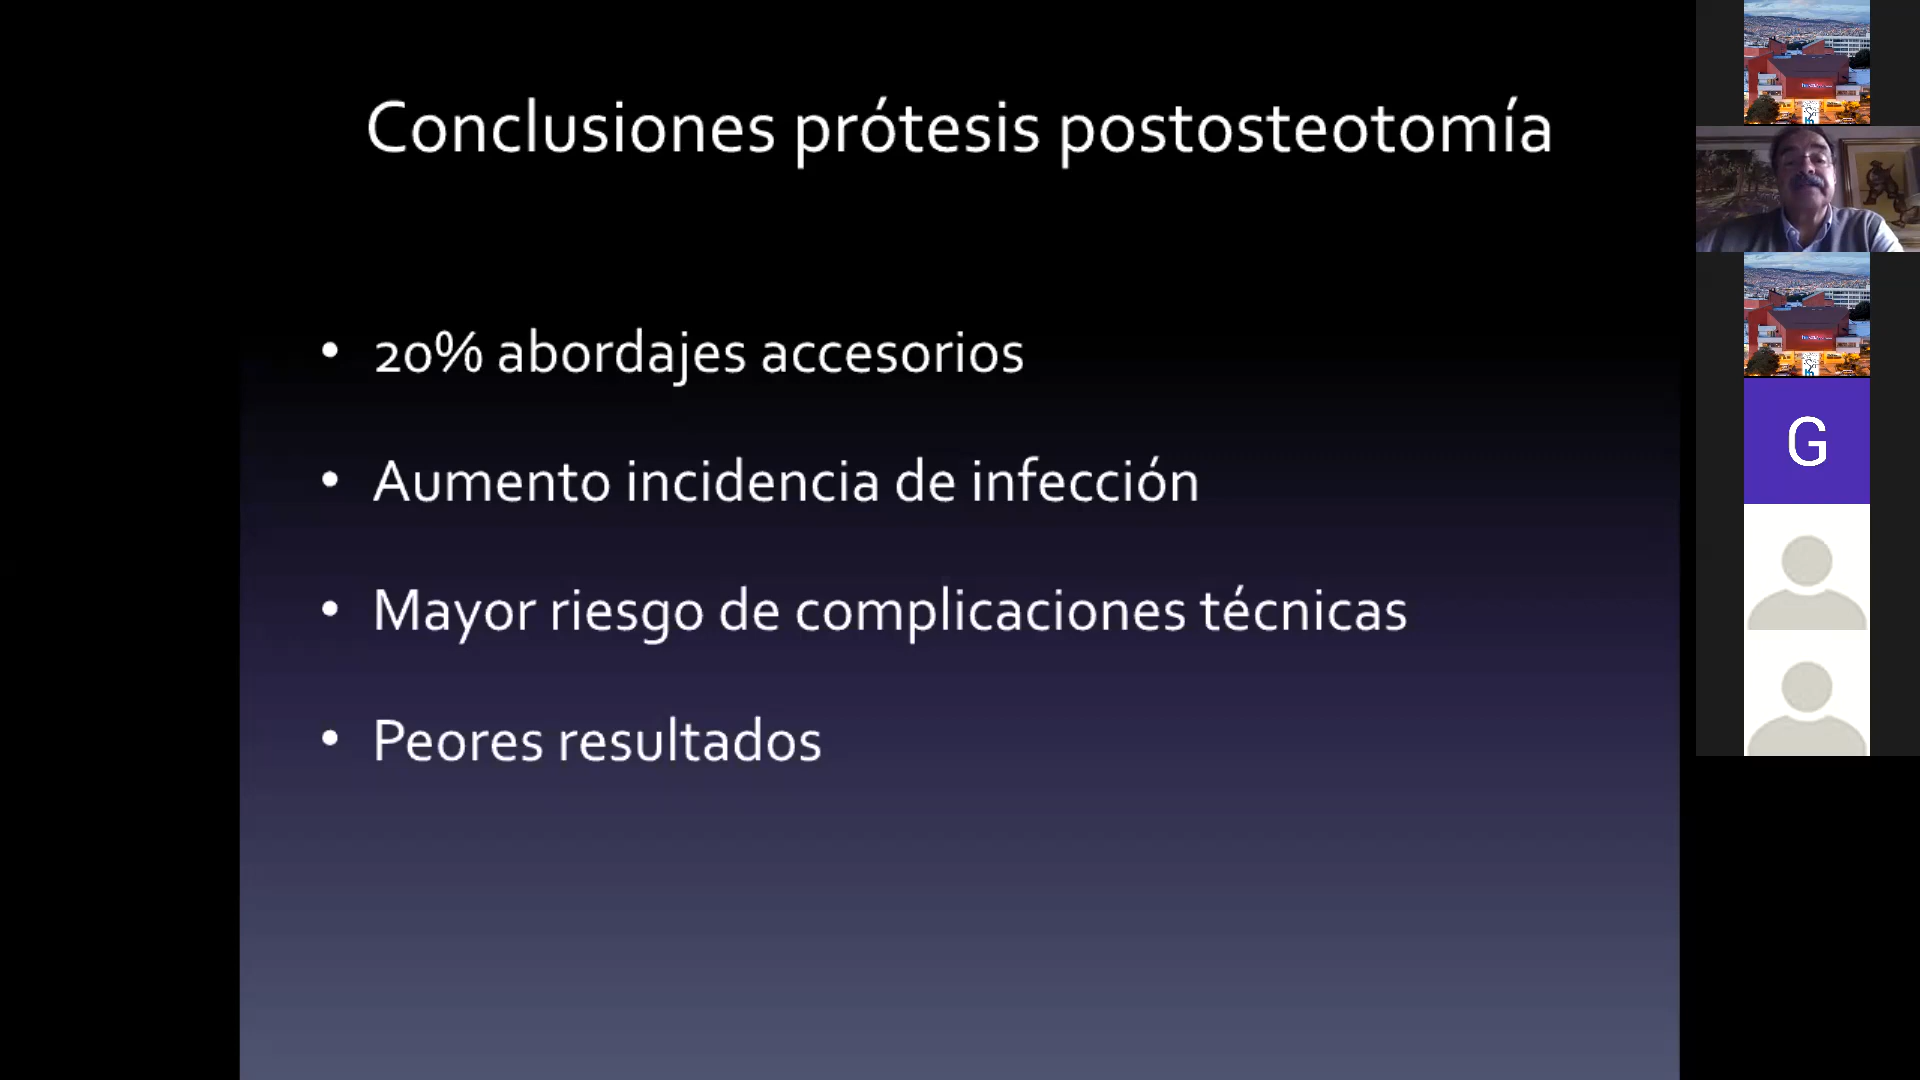 Conclusiones prótesis postosteotomía
• 20% abordajes accesorios
• Aumento incidencia de infección
• Mayor riesgo de complicaciones técnicas
• Peores resultados
G